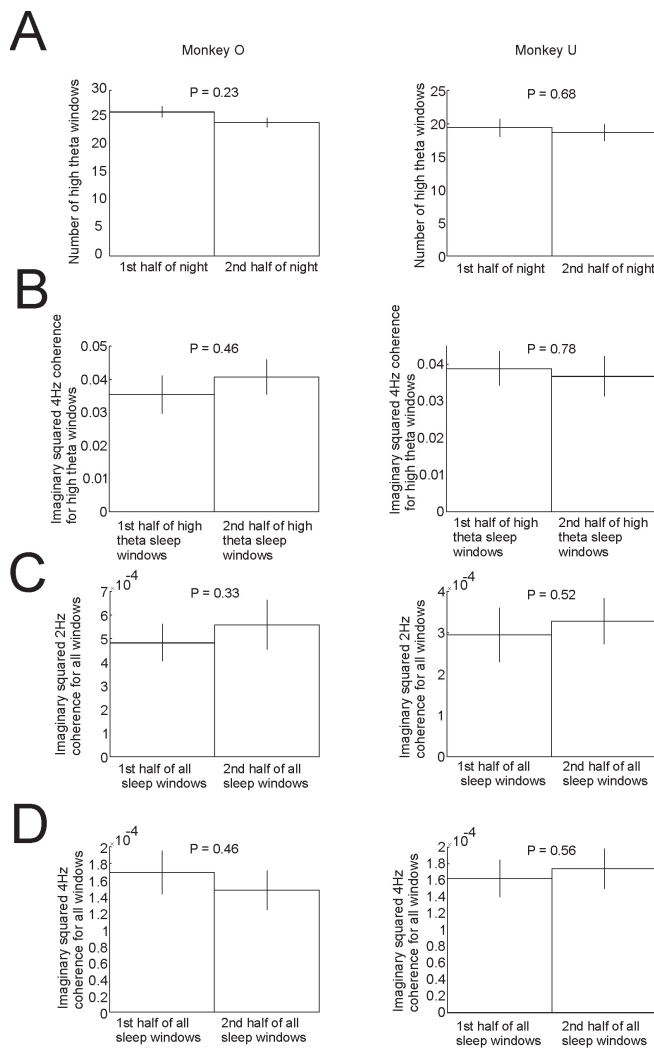 A
Monkey O
Monkey U
Number of high theta windows
30
25
20
15
10
5
0
P = 0.23
1st half of night
2nd half of night
Number of high theta windows
25
20
15
10
5
0
P = 0.68
1st half of night
2nd half of night
B
Imaginary squared 4Hz coherence
for high theta windows
0.05
0.04
0.03
0.02
0.01
0
P = 0.46
1st half of high
theta sleep
windows
2nd half of high
theta sleep
windows
Imaginary squared 4Hz coherence
for high theta windows
0.04
0.03
0.02
0.01
0
P = 0.78
1st half of high
theta sleep
windows
2nd half of high
theta sleep
windows
C
Imaginary squared 2Hz
coherence for all windows
×10-4
7
6
5
4
3
2
1
0
P = 0.33
1st half of all
sleep windows
2nd half of all
sleep windows
Imaginary squared 2Hz
coherence for all windows
×10-4
4
3
2
1
0
P = 0.52
1st half of all
sleep windows
2nd half of all
sleep windows
D
Imaginary squared 4Hz
coherence for all windows
×10-4
2
1.8
1.6
1.4
1.2
1
0.8
0.6
0.4
0.2
0
P = 0.46
1st half of all
sleep windows
2nd half of all
sleep windows
Imaginary squared 4Hz
coherence for all windows
×10-4
2
1.8
1.6
1.4
1.2
1
0.8
0.6
0.4
0.2
0
P = 0.56
1st half of all
sleep windows
2nd half of all
sleep windows